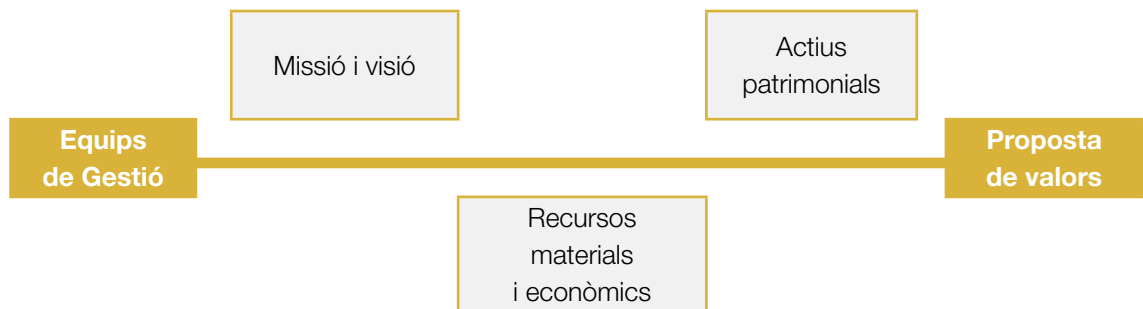 Missió i visió
Actius
patrimonials
Equips
de Gestió
Proposta
de valors
Recursos
materials
i econòmics